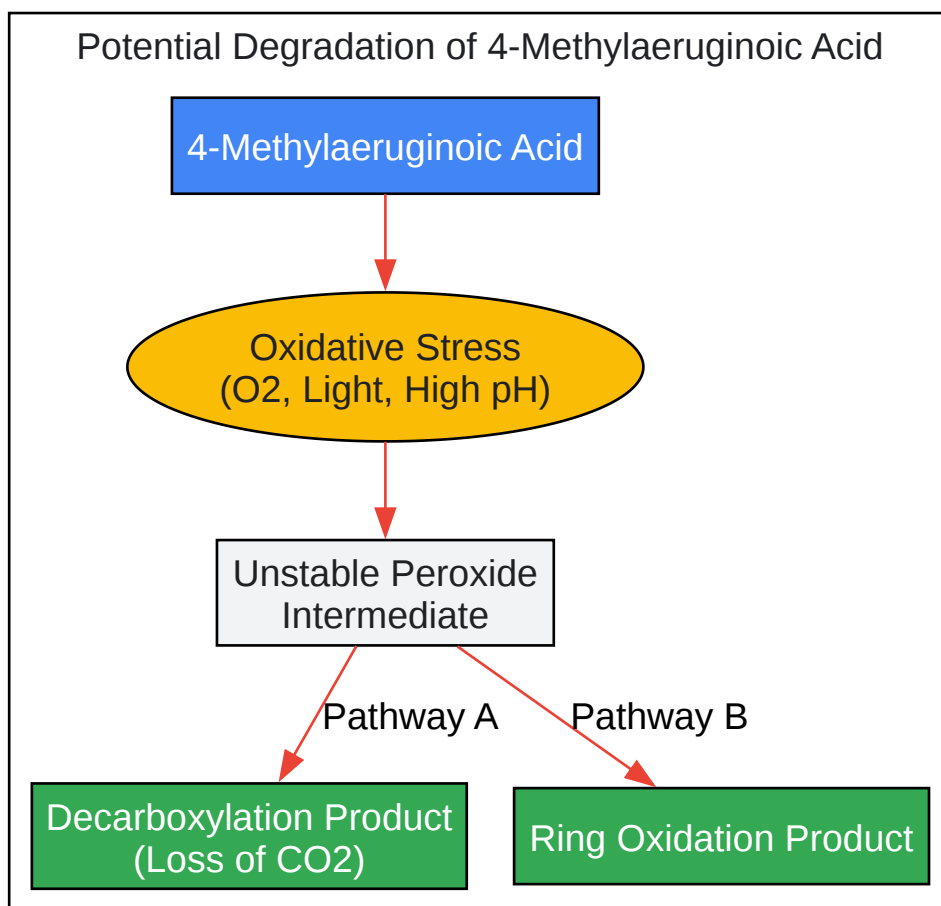 Potential Degradation of 4-Methylaeruginoic Acid
4-Methylaeruginoic Acid
Oxidative Stress
(O2, Light, High pH)
Unstable Peroxide
Intermediate
Pathway A
Pathway B
Decarboxylation Product
(Loss of CO2)
Ring Oxidation Product